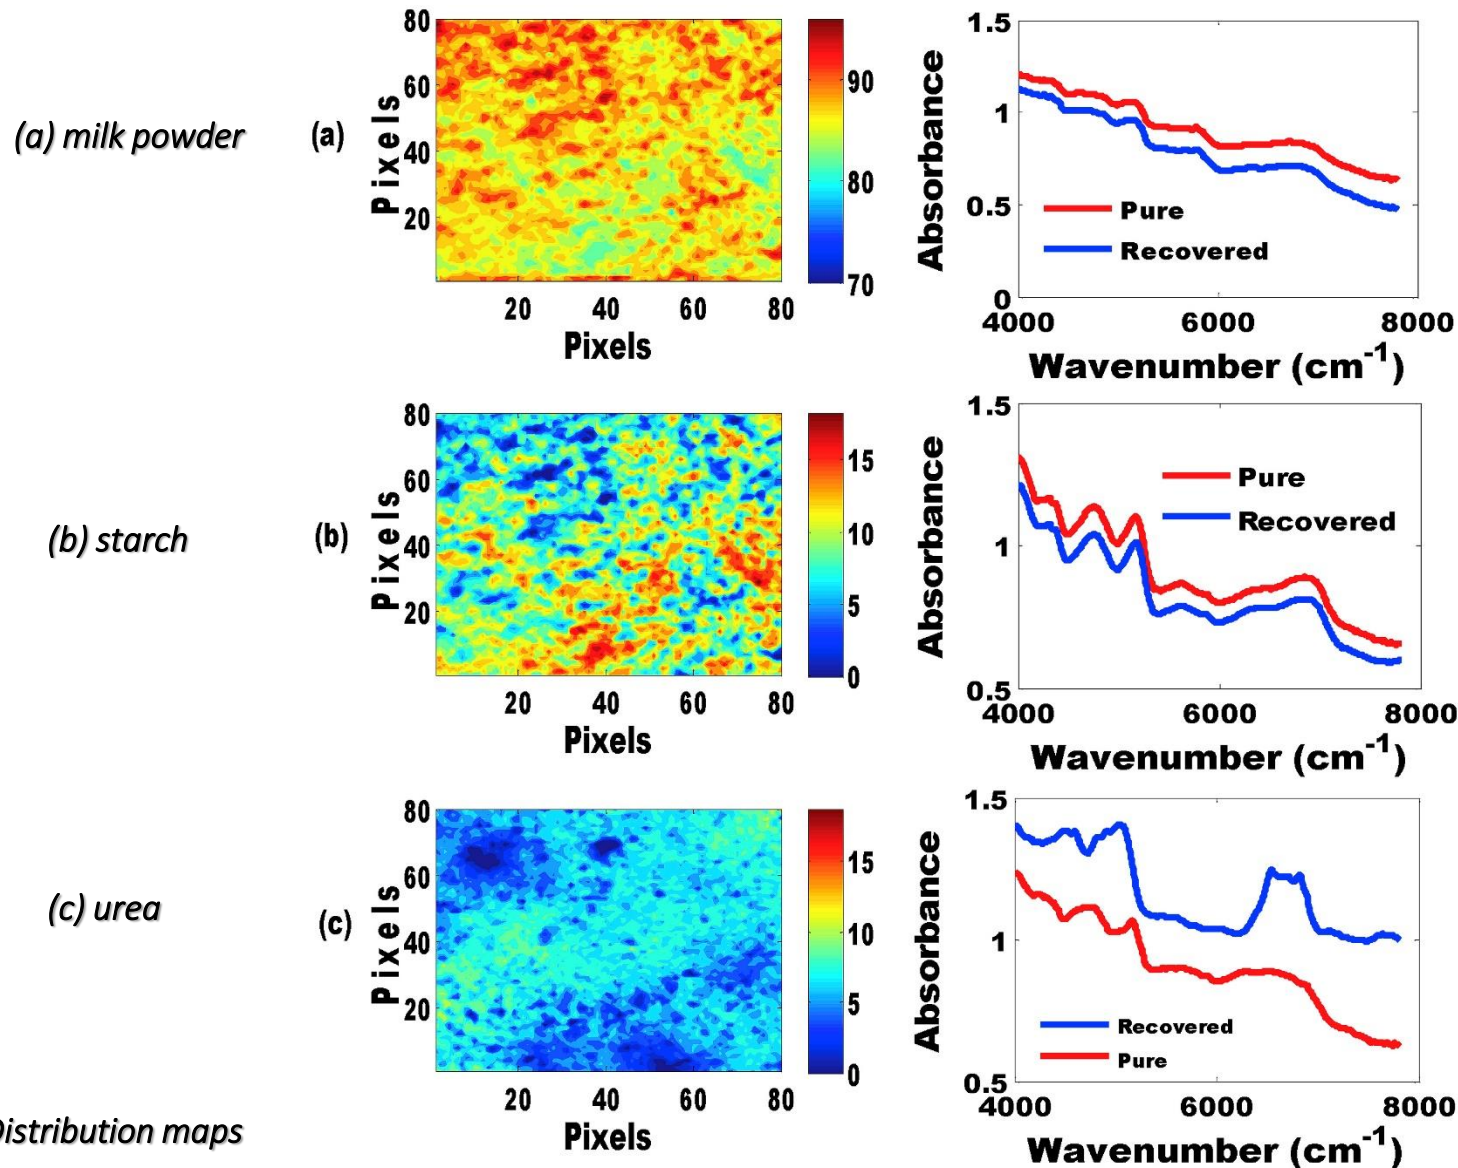 (a) milk powder
(a)
Pixels
80
60
40
20
20 40 60 80
Pixels
90
80
70
Absorbance
1.5
1
0.5
0
Pure
Recovered
4000 6000 8000
Wavenumber (cm-1)
(b) starch
(b)
Pixels
80
60
40
20
20 40 60 80
Pixels
15
10
5
0
Absorbance
1.5
1
0.5
Pure
Recovered
4000 6000 8000
Wavenumber (cm-1)
(c) urea
(c)
Pixels
80
60
40
20
20 40 60 80
Pixels
15
10
5
0
Absorbance
1.5
1
0.5
Recovered
Pure
4000 6000 8000
Wavenumber (cm-1)
istribution maps